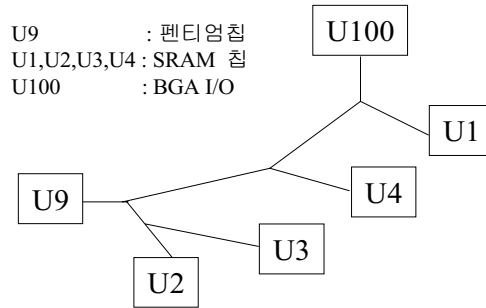 U9 : 펜티엄칩
U1,U2,U3,U4 : SRAM 칩
U100 : BGA I/O
U100
U1
U4
U9
U3
U2